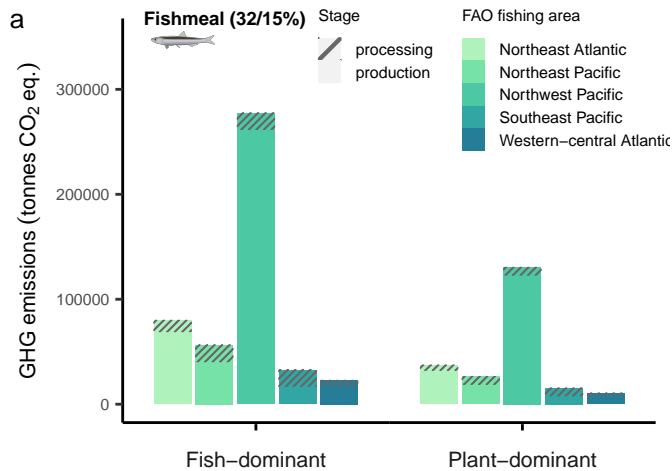 a
Fishmeal (32/15%)
Stage
processing
production
FAO fishing area
Northeast Atlantic
Northeast Pacific
Northwest Pacific
Southeast Pacific
Western−central Atlantic
GHG emissions (tonnes CO₂ eq.)
300000
200000
100000
0
Fish−dominant
Plant−dominant